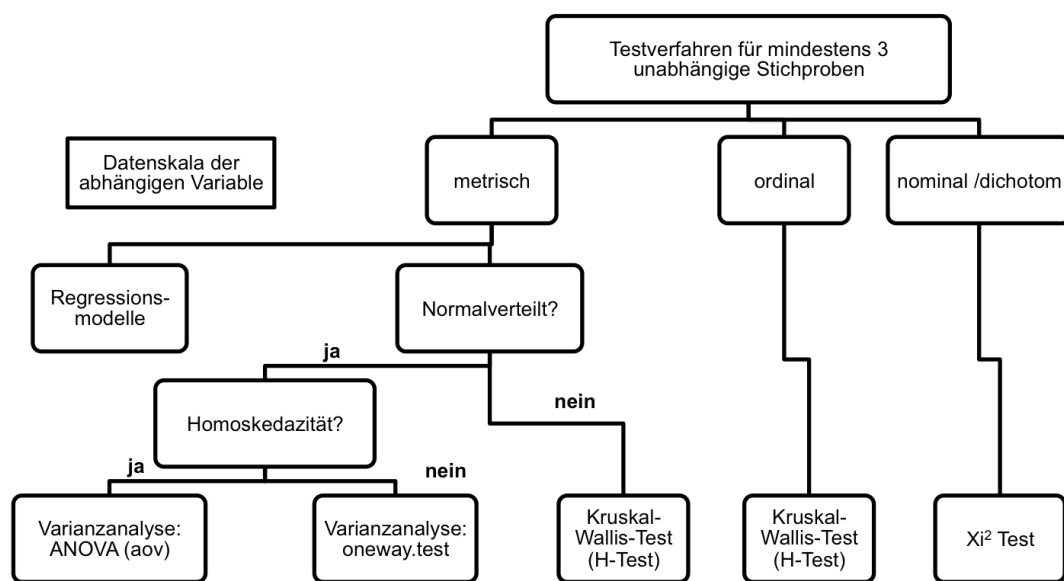 Testverfahren für mindestens 3
unabhängige Stichproben
Datenskala der
abhängigen Variable
metrisch
ordinal
nominal /dichotom
Regressions-
modelle
Normalverteilt?
ja
nein
Homoskedazität?
ja
nein
Varianzanalyse:
ANOVA (aov)
Varianzanalyse:
oneway.test
Kruskal-
Wallis-Test
(H-Test)
Kruskal-
Wallis-Test
(H-Test)
Xi² Test